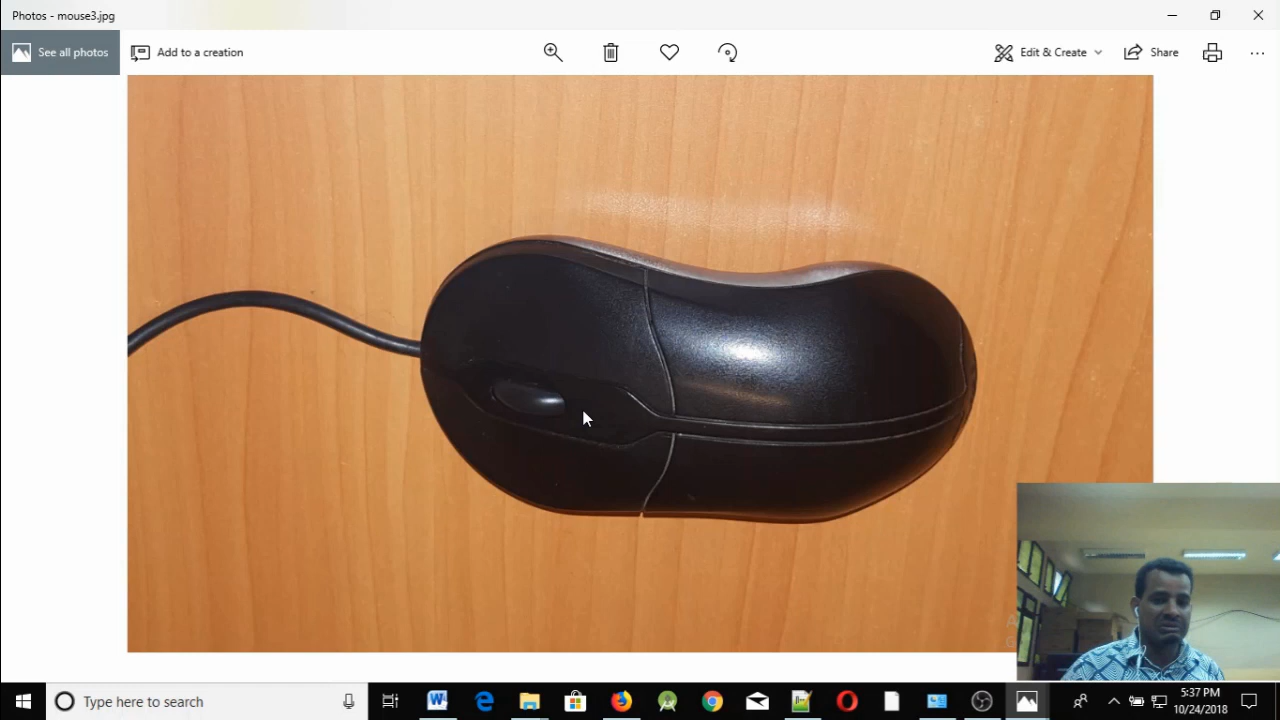 Photos - mouse3.jpg
See all photos
Add to a creation
Edit & Create
Share
Type here to search
5:37 PM
10/24/2018